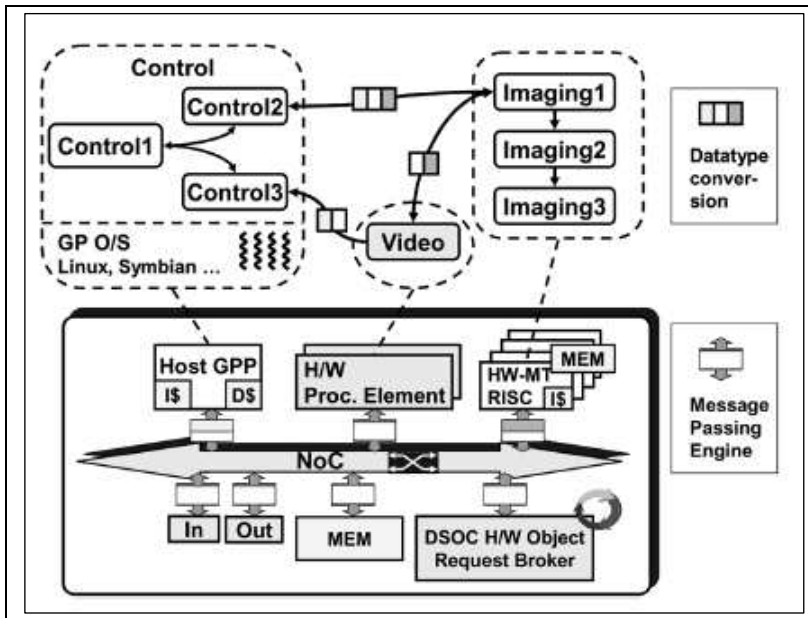 Control
Control2
Control1
Control3
GP O/S
Linux, Symbian ...
Video
Imaging1
Imaging2
Imaging3
Datatype
conver-
sion
Host GPP
I$
D$
H/W
Proc. Element
MEM
HW-MT
RISC
I$
NoC
In
Out
MEM
DSOC H/W Object
Request Broker
Message
Passing
Engine